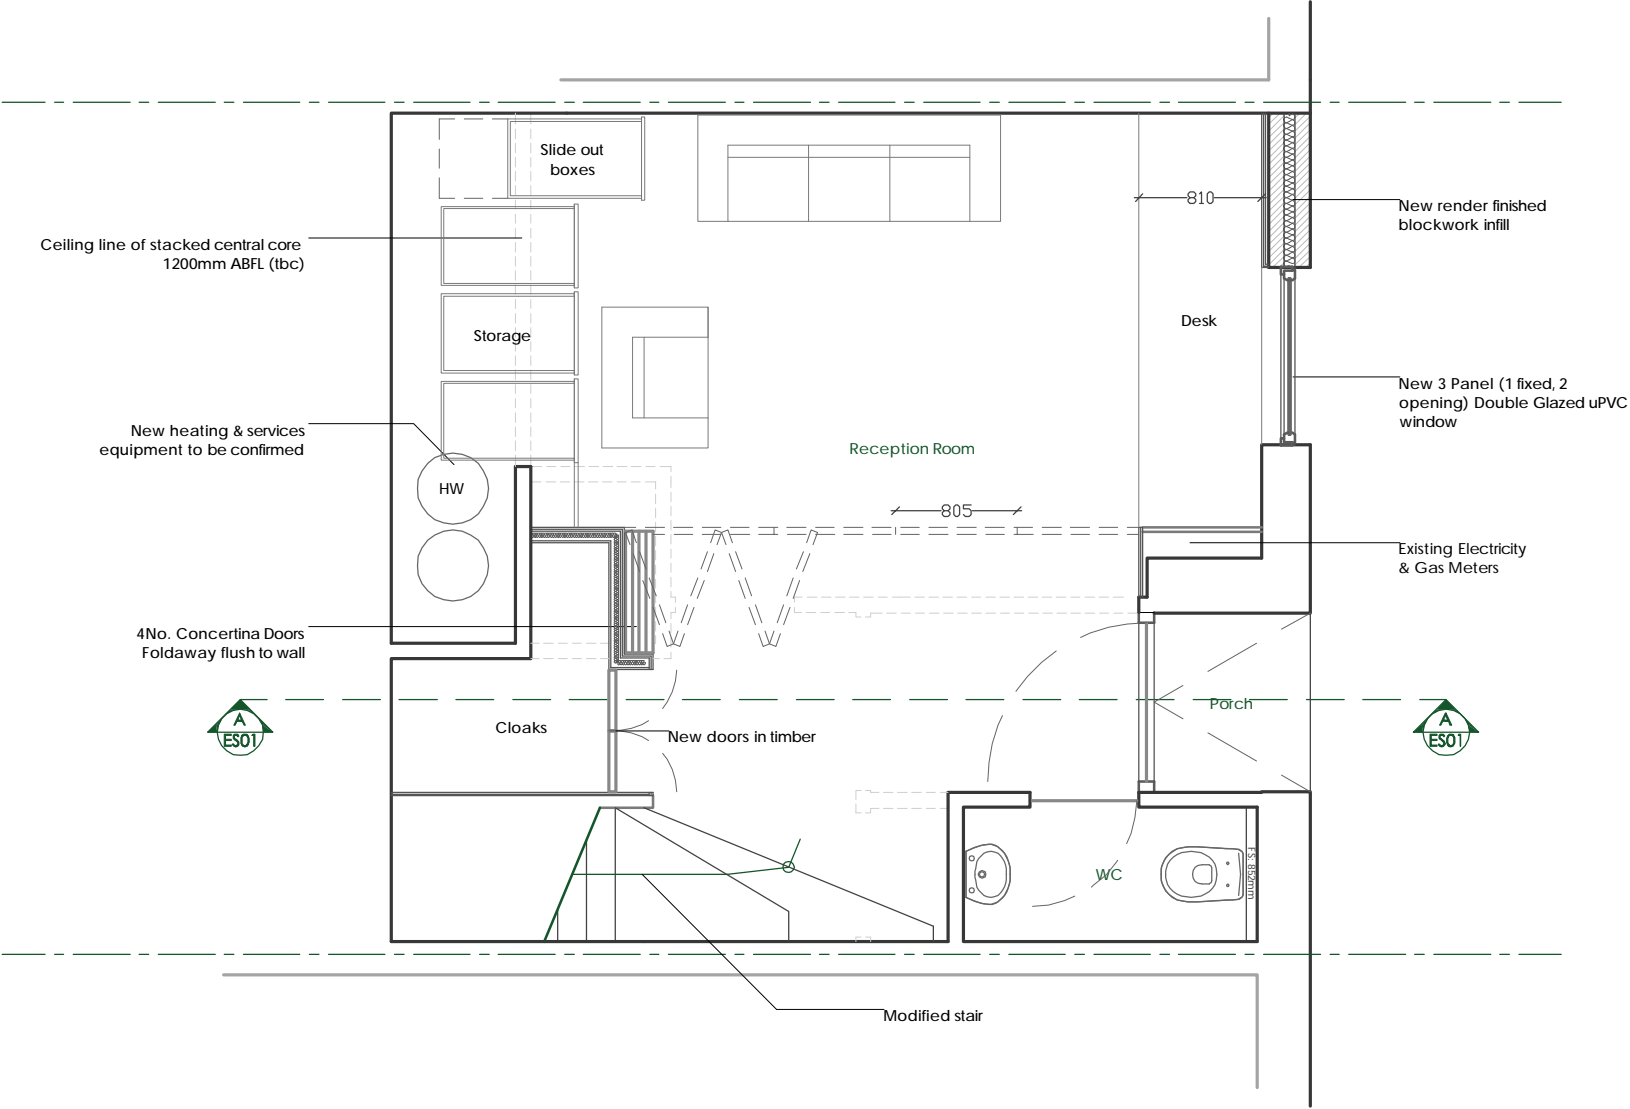 Slide out
boxes
810
New render finished
blockwork infill
Ceiling line of stacked central core
1200mm ABFL (tbc)
Desk
Storage
New 3 Panel (1 fixed, 2
opening) Double Glazed uPVC
window
New heating & services
equipment to be confirmed
Reception Room
HW
805
Existing Electricity
& Gas Meters
4No. Concertina Doors
Foldaway flush to wall
A
ES01
Cloaks
New doors in timber
Porch
A
ES01
WC
FS: 852mm
Modified stair